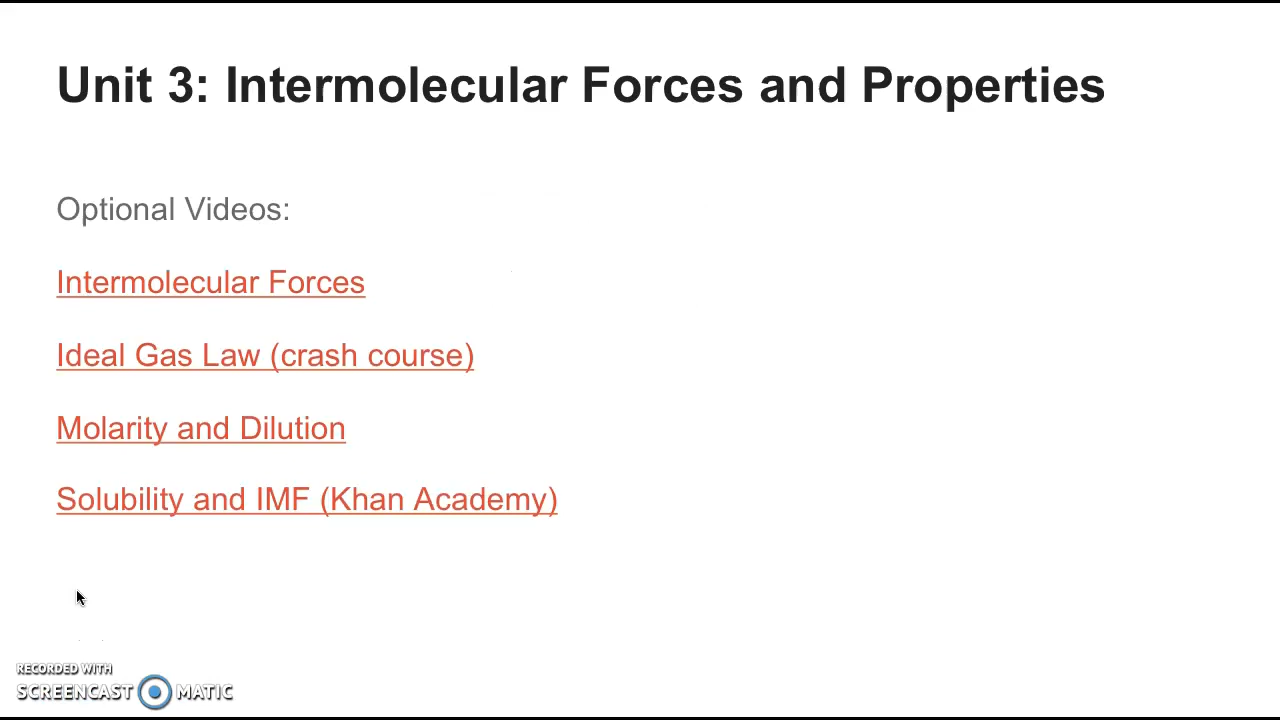 Unit 3: Intermolecular Forces and Properties
Optional Videos:
Intermolecular Forces
Ideal Gas Law (crash course)
Molarity and Dilution
Solubility and IMF (Khan Academy)
RECORDED WITH
SCREENCAST MATIC